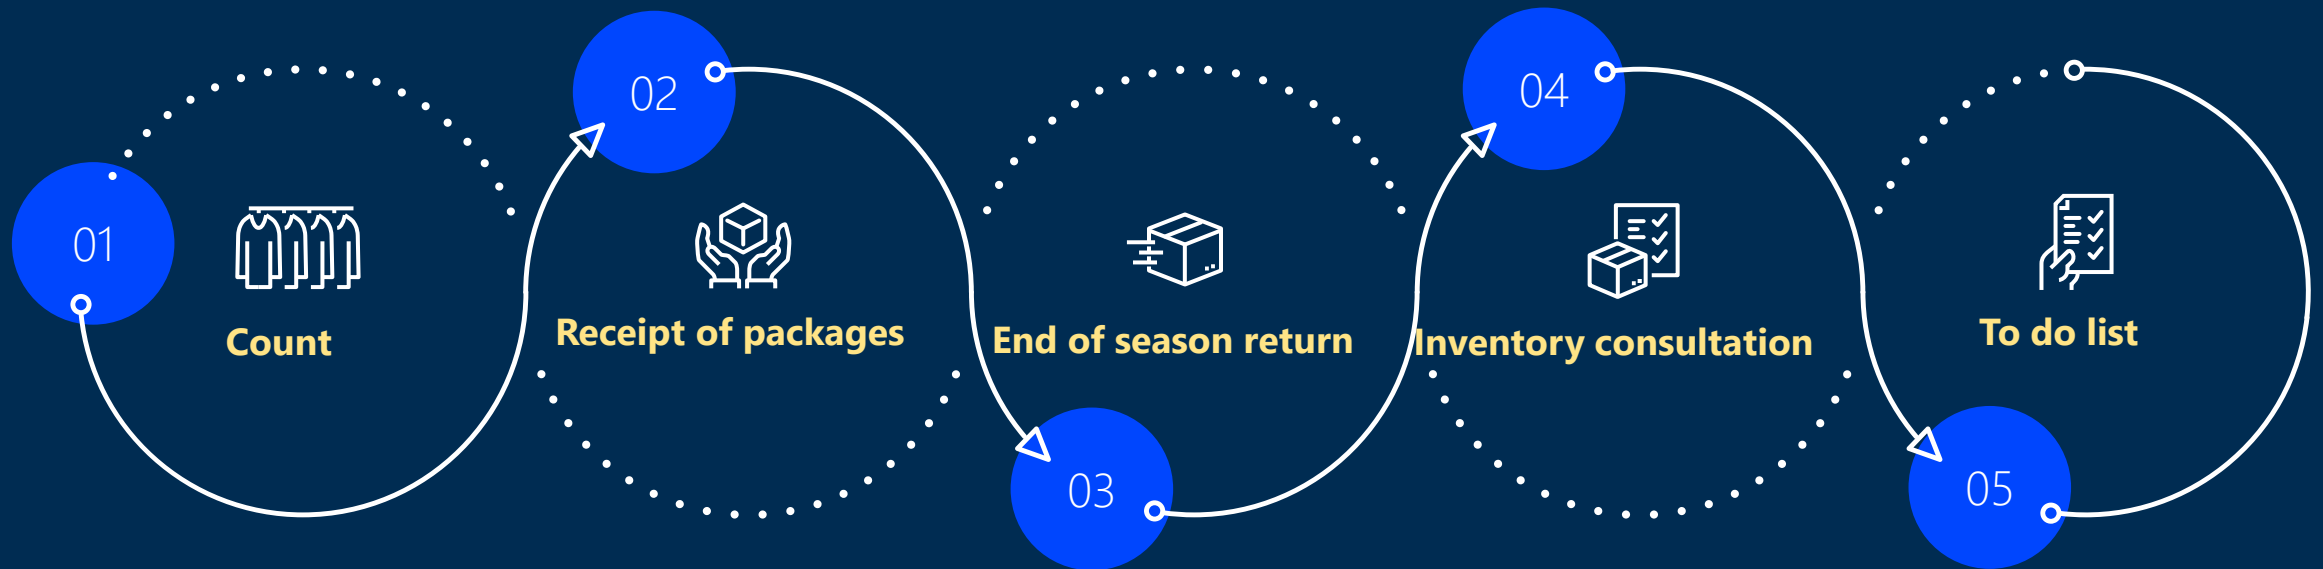 01
Count
02
Receipt of packages
03
End of season return
04
Inventory consultation
05
To do list